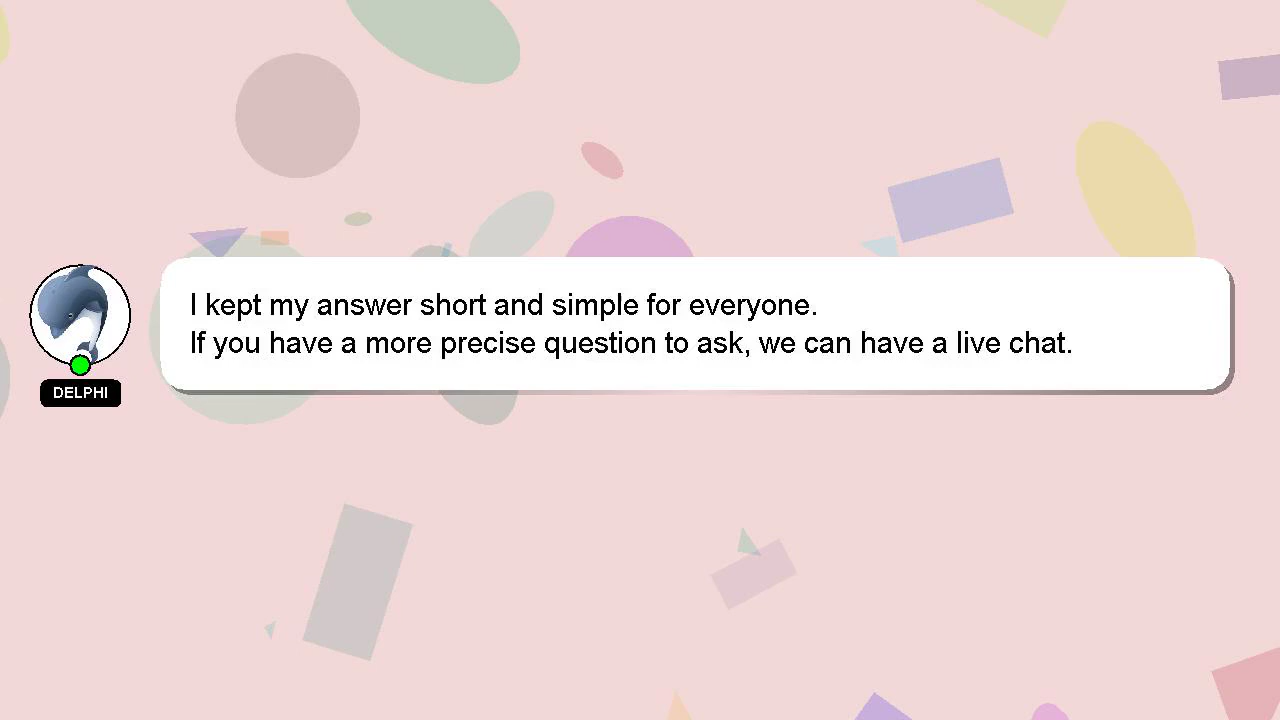 I kept my answer short and simple for everyone.
If you have a more precise question to ask, we can have a live chat.
DELPHI